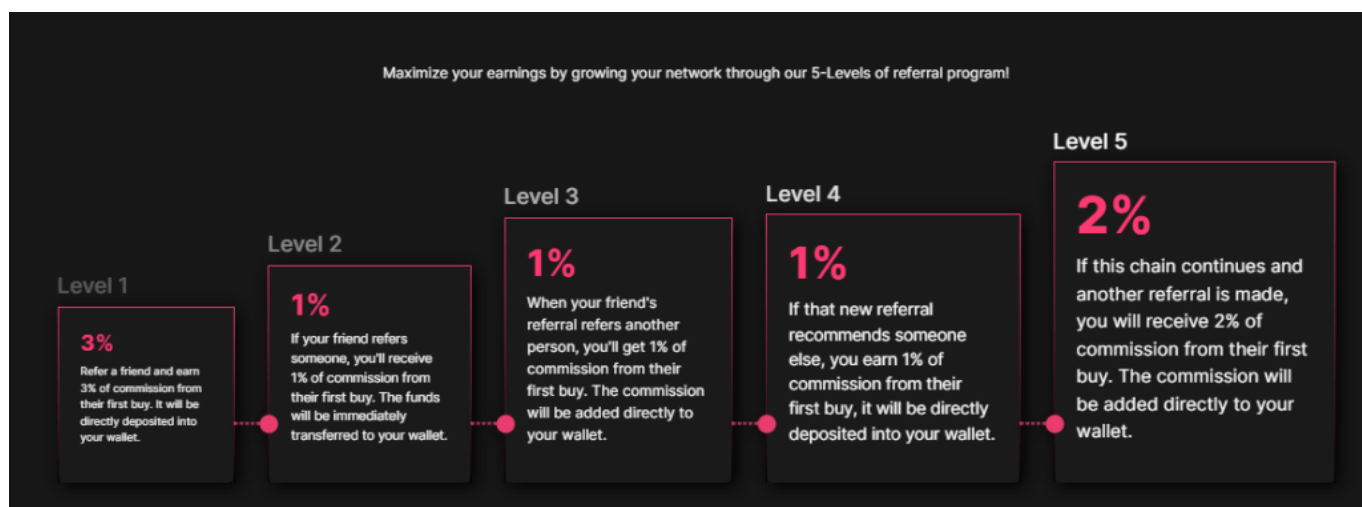 Maximize your earnings by growing your network through our 5-Levels of referral program!
Level 1
3%
Refer a friend and earn
3% of commission from
their first buy. It will be
directly deposited into
your wallet.
Level 2
1%
If your friend refers
someone, you'll receive
1% of commission from
their first buy. The funds
will be immediately
transferred to your wallet.
Level 3
1%
When your friend's
referral refers another
person, you'll get 1% of
commission from their
first buy. The commission
will be added directly to
your wallet.
Level 4
1%
If that new referral
recommends someone
else, you earn 1% of
commission from their
first buy, it will be directly
deposited into your wallet.
Level 5
2%
If this chain continues and
another referral is made,
you will receive 2% of
commission from their first
buy. The commission will
be added directly to your
wallet.